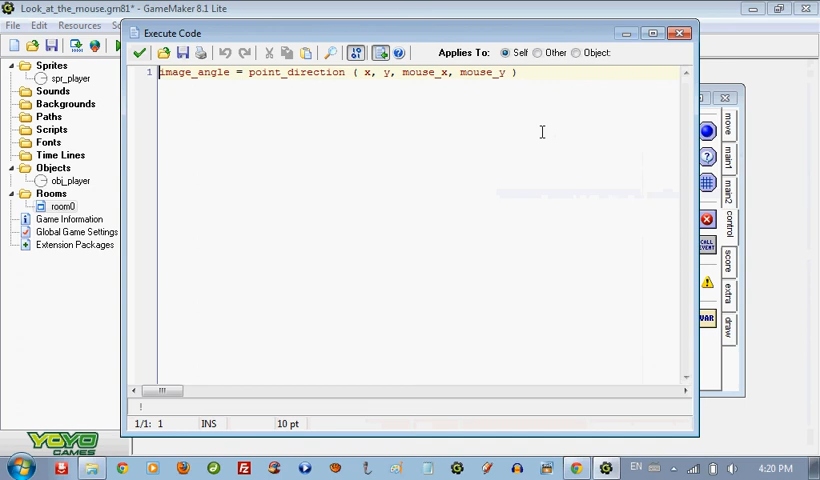 Look_at_the_mouse.gm81* - GameMaker 8.1 Lite
File Edit Resources
Execute Code
Applies To: Self Other Object:
1 image_angle = point_direction ( x, y, mouse_x, mouse_y )
Sprites
spr_player
Sounds
Backgrounds
Paths
Scripts
Fonts
Time Lines
Objects
obj_player
Rooms
room0
Game Information
Global Game Settings
Extension Packages
move
main1
main2
control
score
extra
draw
CALL EVENT
VAR
1/1: 1 INS 10 pt
YOYO
GAMES
EN 4:20 PM